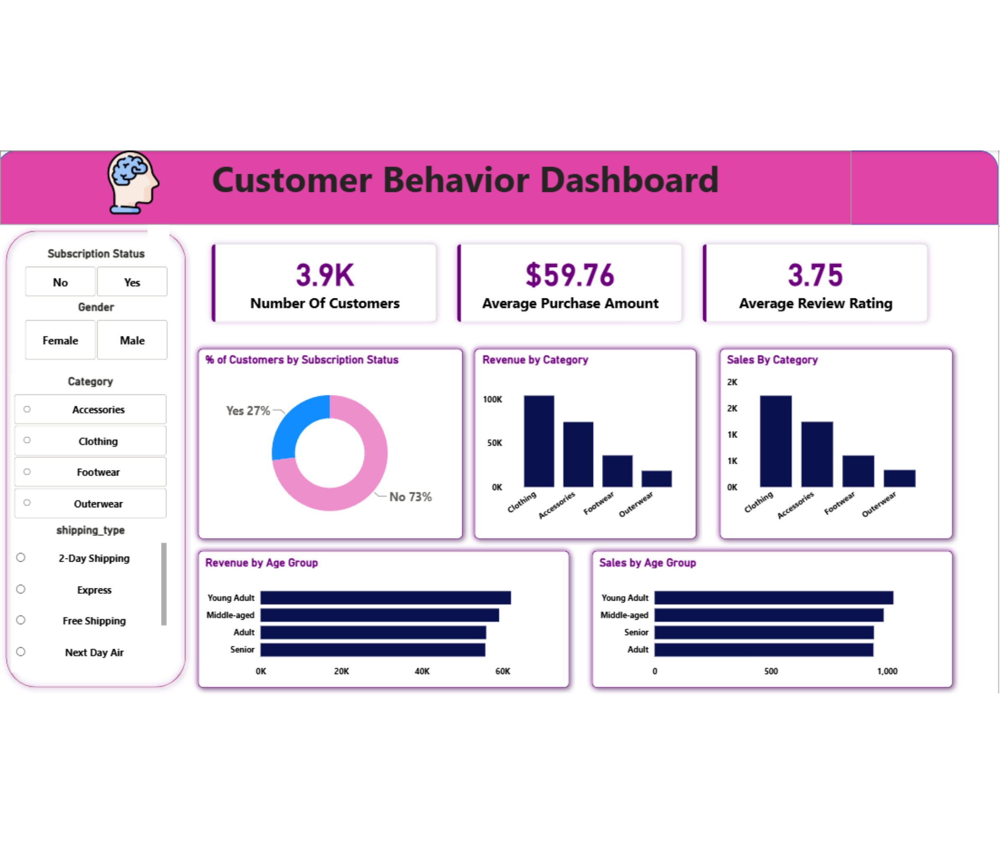 Customer Behavior Dashboard
Subscription Status
No Yes
Gender
Female Male
Category
Accessories
Clothing
Footwear
Outerwear
shipping_type
2-Day Shipping
Express
Free Shipping
Next Day Air
3.9K
Number Of Customers
$59.76
Average Purchase Amount
3.75
Average Review Rating
% of Customers by Subscription Status
Yes 27%
No 73%
Revenue by Category
100K
50K
0K
Clothing Accessories Footwear Outerwear
Sales By Category
2K
2K
1K
1K
0K
Clothing Accessories Footwear Outerwear
Revenue by Age Group
Young Adult
Middle-aged
Adult
Senior
0K 20K 40K 60K
Sales by Age Group
Young Adult
Middle-aged
Senior
Adult
0 500 1,000